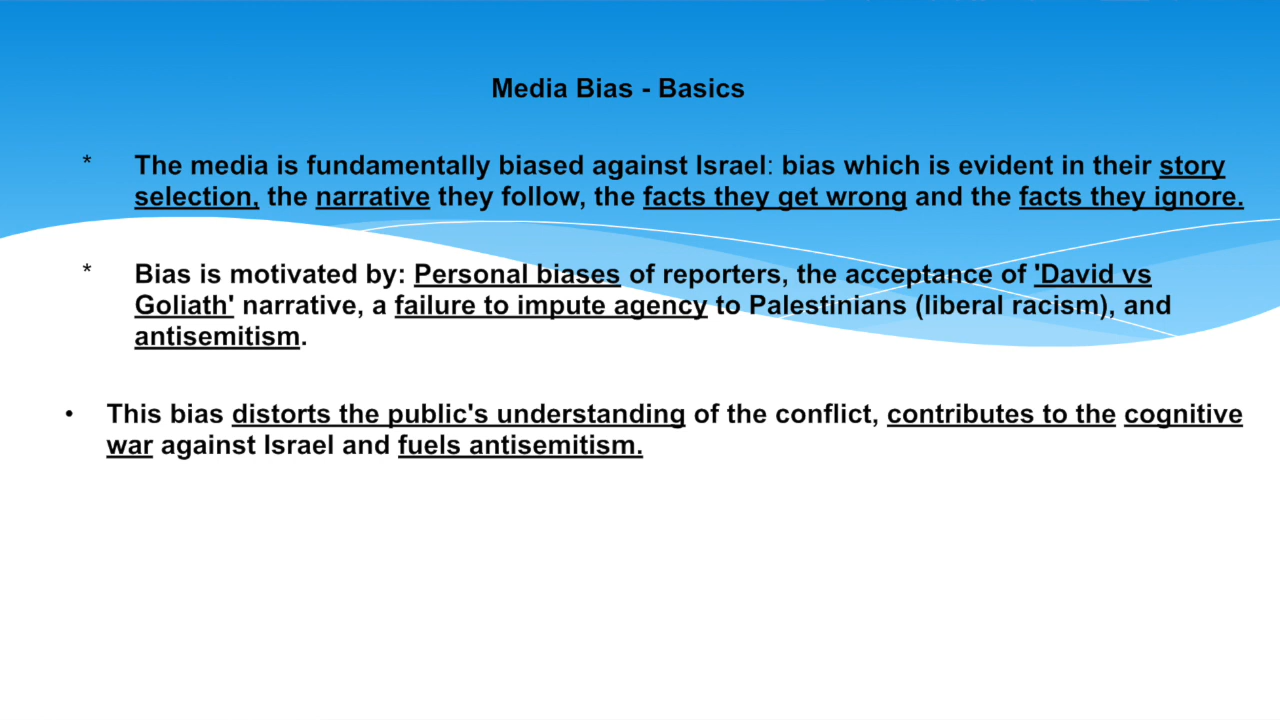 Media Bias - Basics
* The media is fundamentally biased against Israel: bias which is evident in their story
selection, the narrative they follow, the facts they get wrong and the facts they ignore.
* Bias is motivated by: Personal biases of reporters, the acceptance of 'David vs
Goliath' narrative, a failure to impute agency to Palestinians (liberal racism), and
antisemitism.
• This bias distorts the public's understanding of the conflict, contributes to the cognitive
war against Israel and fuels antisemitism.